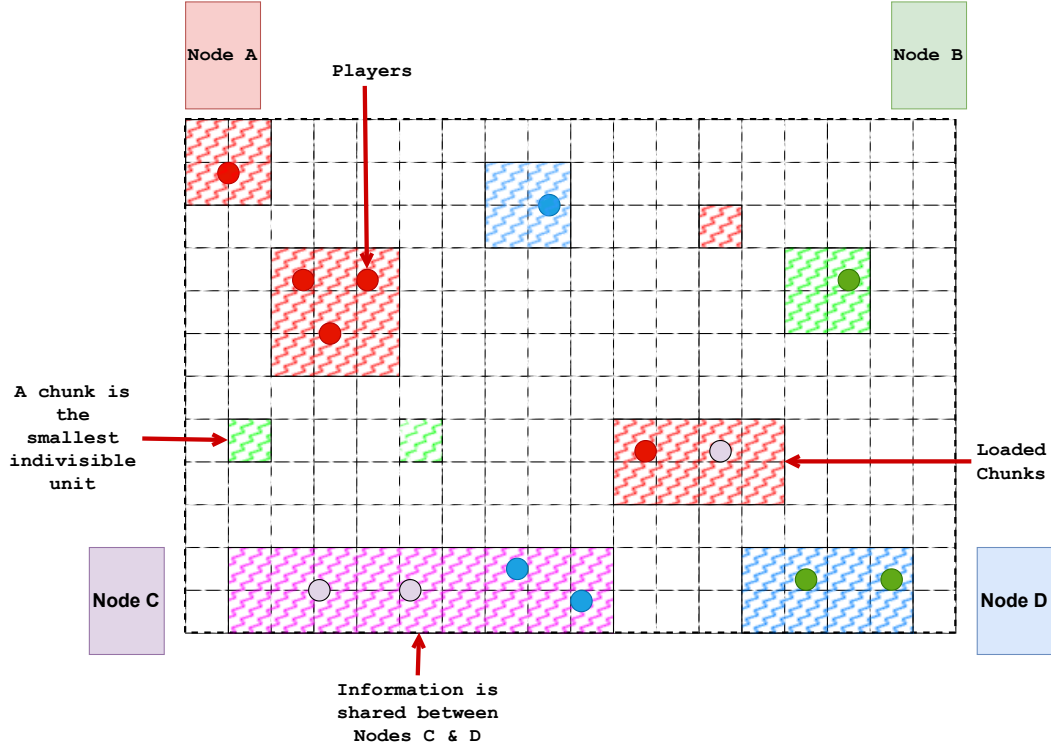 Node A
Node B
Players
A chunk is
the
smallest
indivisible
unit
Loaded
Chunks
Node C
Node D
Information is
shared between
Nodes C & D